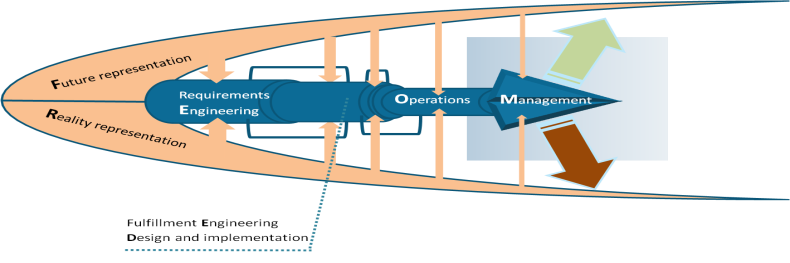 Future representation
Reality representation
Requirements
Engineering
Operations
Management
Fulfillment Engineering
Design and implementation